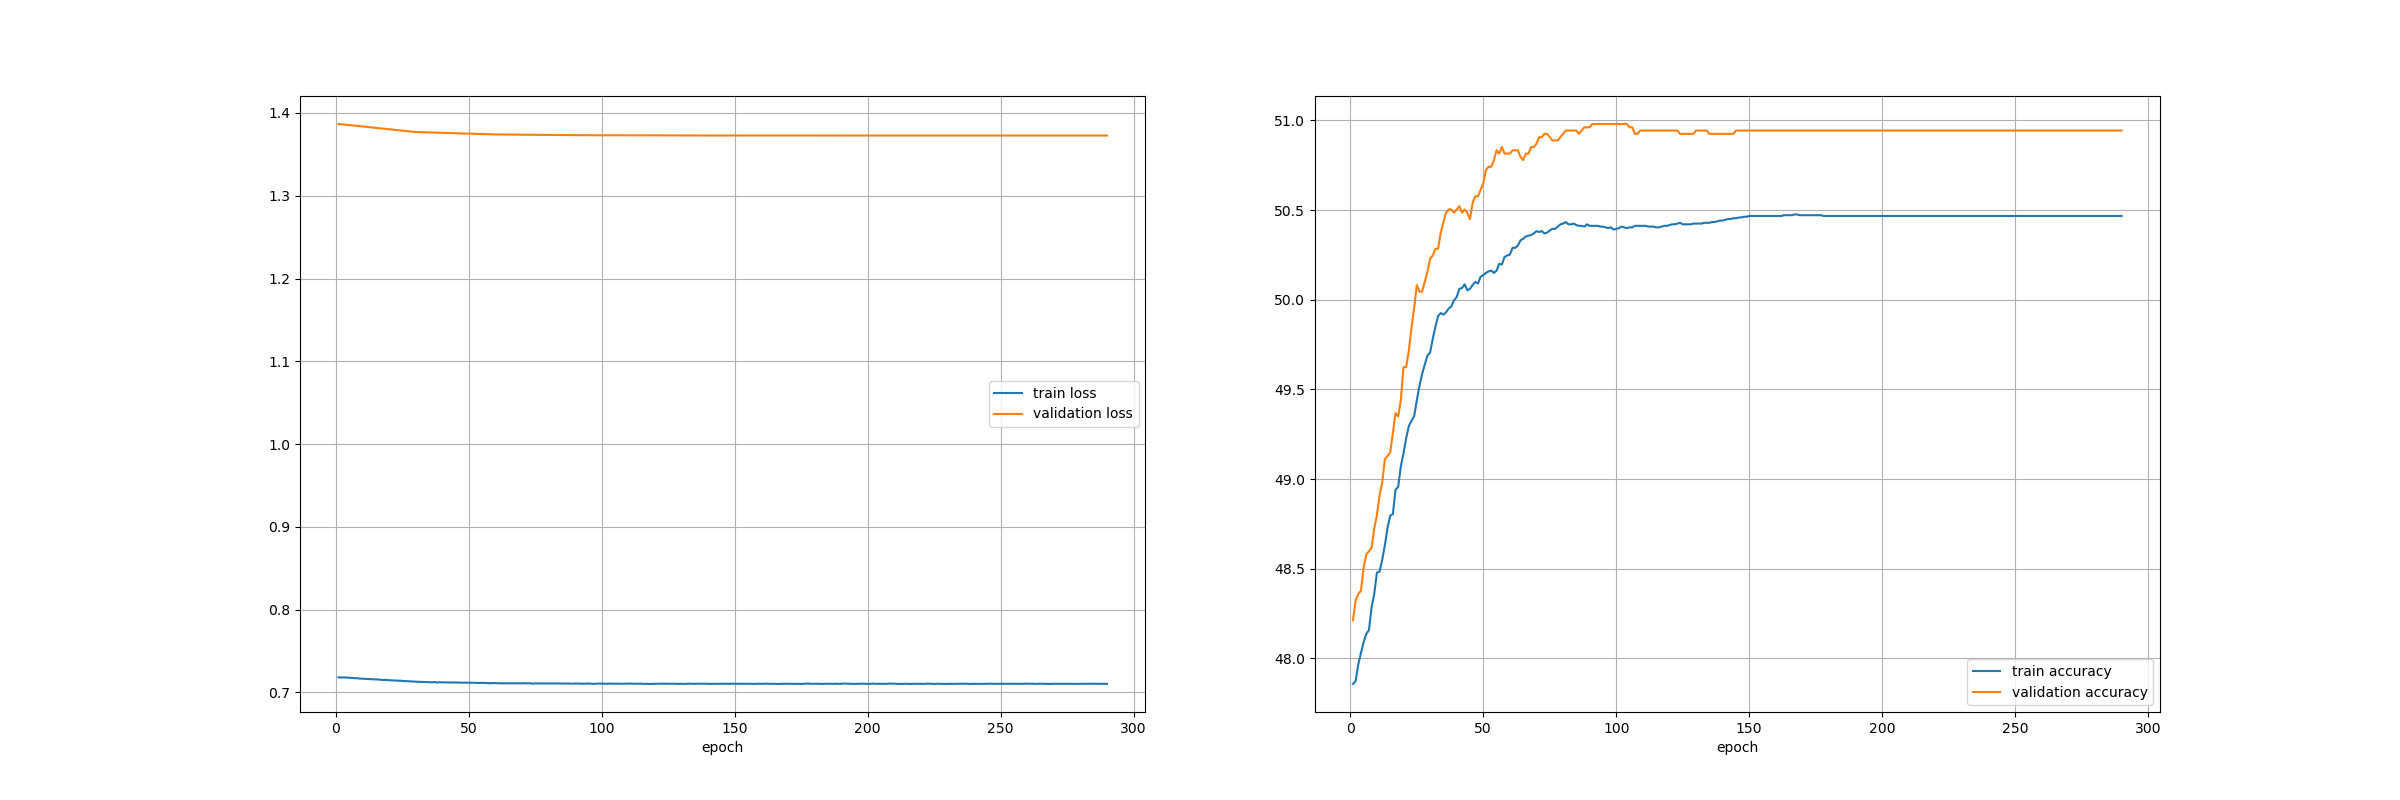 1.4
1.3
1.2
1.1
1.0
0.9
0.8
0.7
0 50 100 150 200 250 300
epoch
train loss
validation loss
51.0
50.5
50.0
49.5
49.0
48.5
48.0
0 50 100 150 200 250 300
epoch
train accuracy
validation accuracy